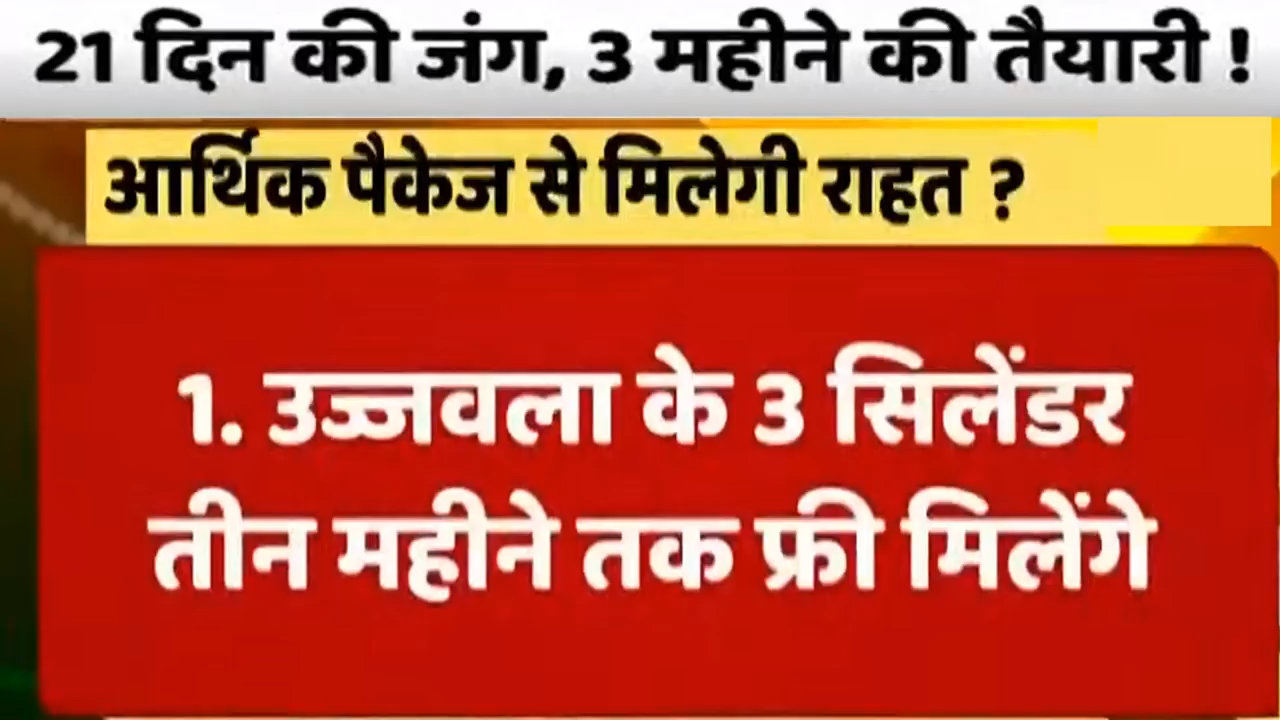 21 दिन की जंग, 3 महीने की तैयारी !
आर्थिक पैकेज से मिलेगी राहत ?
1. उज्जवला के 3 सिलेंडर
तीन महीने तक फ्री मिलेंगे